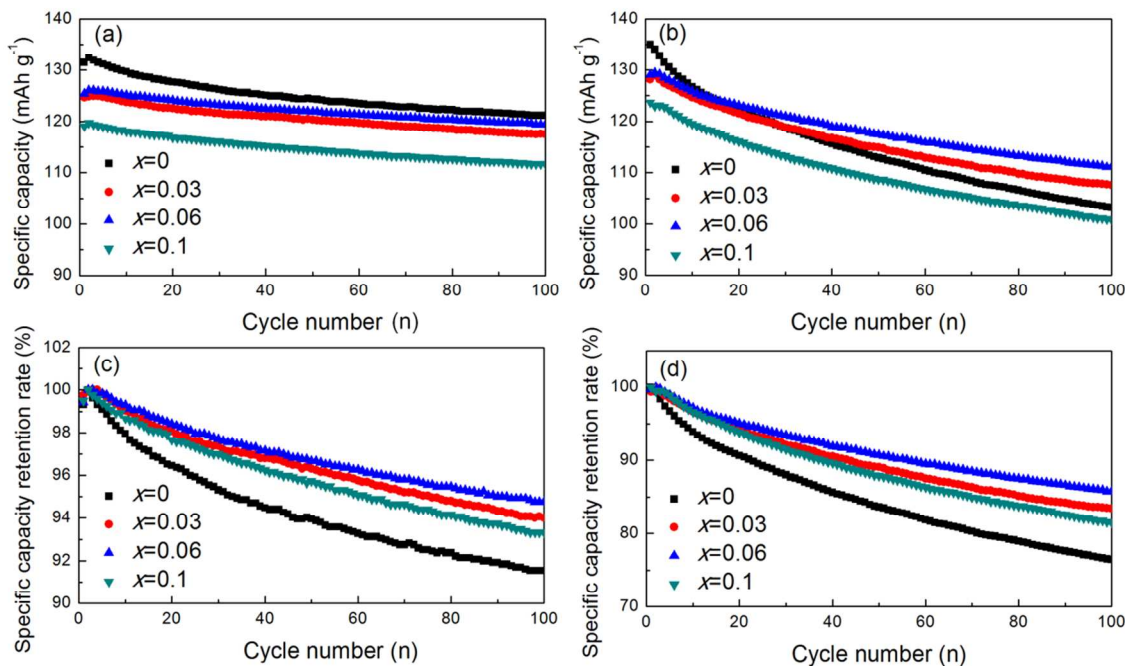 (a)
Specific capacity (mAh g⁻¹)
140
130
120
110
100
90
x=0
x=0.03
x=0.06
x=0.1
0 20 40 60 80 100
Cycle number (n)
(b)
Specific capacity (mAh g⁻¹)
140
130
120
110
100
90
x=0
x=0.03
x=0.06
x=0.1
0 20 40 60 80 100
Cycle number (n)
(c)
Specific capacity retention rate (%)
102
100
98
96
94
92
90
x=0
x=0.03
x=0.06
x=0.1
0 20 40 60 80 100
Cycle number (n)
(d)
Specific capacity retention rate (%)
100
90
80
70
x=0
x=0.03
x=0.06
x=0.1
0 20 40 60 80 100
Cycle number (n)